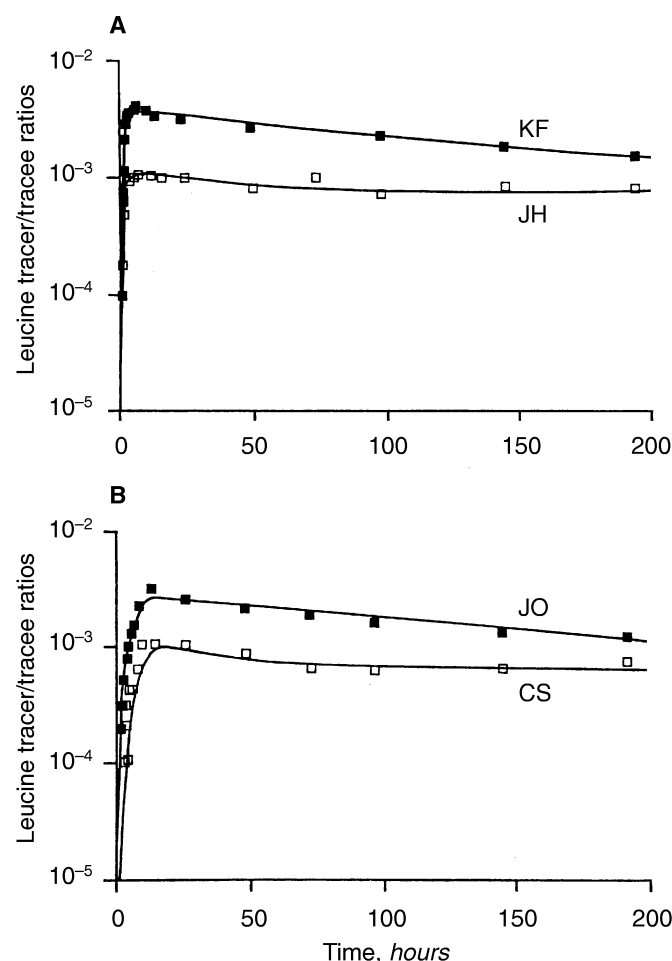 A
Leucine tracer/tracee ratios
10⁻²
10⁻³
10⁻⁴
10⁻⁵
KF
JH
0 50 100 150 200
B
Leucine tracer/tracee ratios
10⁻²
10⁻³
10⁻⁴
10⁻⁵
JO
CS
0 50 100 150 200
Time, hours